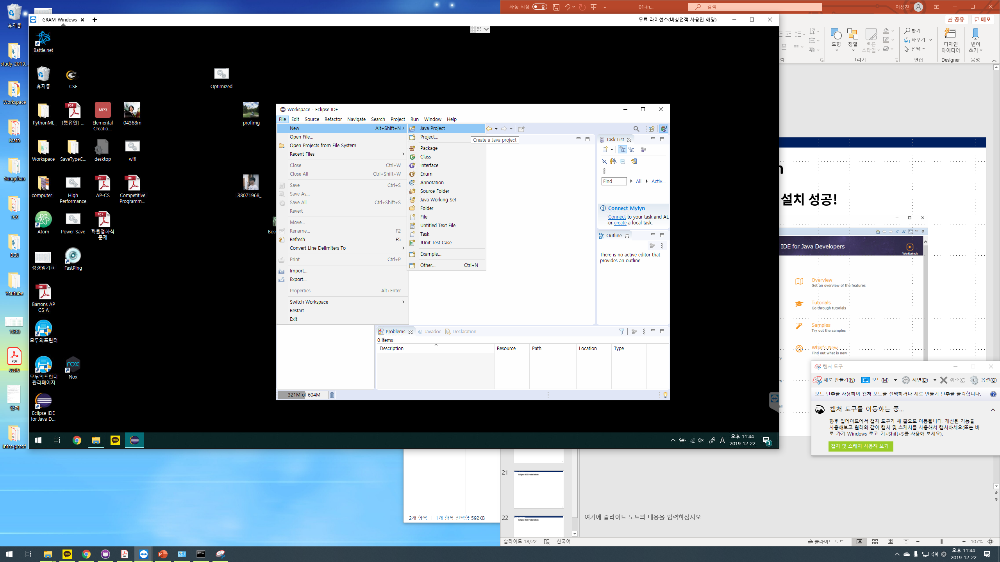 휴지통
study-2019...
Workspace
Math
Sungchan
TeX
BOJ
Youtube
1000
casio
캡처
intro-proof
GRAM-Windows
무료 라이선스(비상업적 사용만 해당)
Battle.net
휴지통
CSE
Optimized
PythonML
[렛유인]_...
Elemental
Creatio...
04368m
profimg
Workspace
SaveTypeC...
desktop
wifi
computer...
High
Performance
AP-CS
Competitive
Programm...
38071968_...
Atom
Power Save
확률점화식
문제
성경읽기표
FastPing
Barrons AP
CS A
모두의프린터
모두의프린터
관리페이지
Nox
Eclipse IDE
for Java D...
Workspace - Eclipse IDE
File Edit Source Refactor Navigate Search Project Run Window Help
New Alt+Shift+N
Open File...
Open Projects from File System...
Recent Files
Close Ctrl+W
Close All Ctrl+Shift+W
Save Ctrl+S
Save As...
Save All Ctrl+Shift+S
Revert
Move...
Rename... F2
Refresh F5
Convert Line Delimiters To
Print... Ctrl+P
Import...
Export...
Properties Alt+Enter
Switch Workspace
Restart
Exit
Java Project
Project...
Package
Class
Interface
Enum
Annotation
Source Folder
Java Working Set
Folder
File
Untitled Text File
Task
JUnit Test Case
Example...
Other... Ctrl+N
Create a Java project
Task List
Find All Activ...
Connect Mylyn
Connect to your task and AL
or create a local task.
Outline
There is no active editor that
provides an outline.
Problems Javadoc Declaration
0 items
Description Resource Path Location Type
321M of 604M
오후 11:44
2019-12-22
3
자동 저장 끔
01-in...
검색
이성찬
공유 메모
도형 정렬 빠른
스타일
그리기
찾기
바꾸기
선택
편집
디자인
아이디어
Designer
받아
쓰기
음성
설치 성공!
IDE for Java Developers
Workbench
Overview
Get an overview of the features
Tutorials
Go through tutorials
Samples
Try out the samples
What's New
Find out what is new
캡처 도구
새로 만들기(N) 모드(M) 지연(D) 취소(C) 옵션(O)
모드 단추를 사용하여 캡처 모드를 선택하거나 새로 만들기 단추를 클릭합니다.
캡처 도구를 이동하는 중...
향후 업데이트에서 캡처 도구가 새 홈으로 이동됩니다. 개선된 기능을
사용해보고 원래와 같이 캡처 및 스케치를 사용해서 캡처하세요(또는 바
로 가기 Windows 로고 키+Shift+S를 사용해 보세요).
캡처 및 스케치 사용해 보기
2개 항목 1개 항목 선택함 592KB
21
Eclipse IDE Installation
22
Eclipse IDE Installation
여기에 슬라이드 노트의 내용을 입력하십시오
슬라이드 18/22 한국어
슬라이드 노트 107%
오후 11:44
2019-12-22